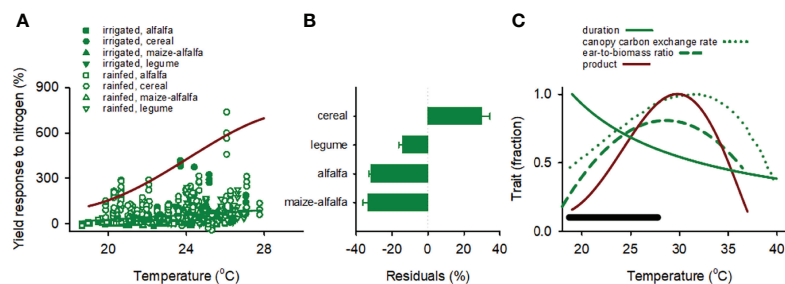 A
irrigated, alfalfa
irrigated, cereal
irrigated, maize-alfalfa
irrigated, legume
rainfed, alfalfa
rainfed, cereal
rainfed, maize-alfalfa
rainfed, legume
Yield response to nitrogen (%)
900
600
300
0
20
24
28
Temperature (°C)
B
cereal
legume
alfalfa
maize-alfalfa
-40
-20
0
20
40
Residuals (%)
C
duration
canopy carbon exchange rate
ear-to-biomass ratio
product
Trait (fraction)
1.0
0.5
0.0
20
25
30
35
40
Temperature (°C)